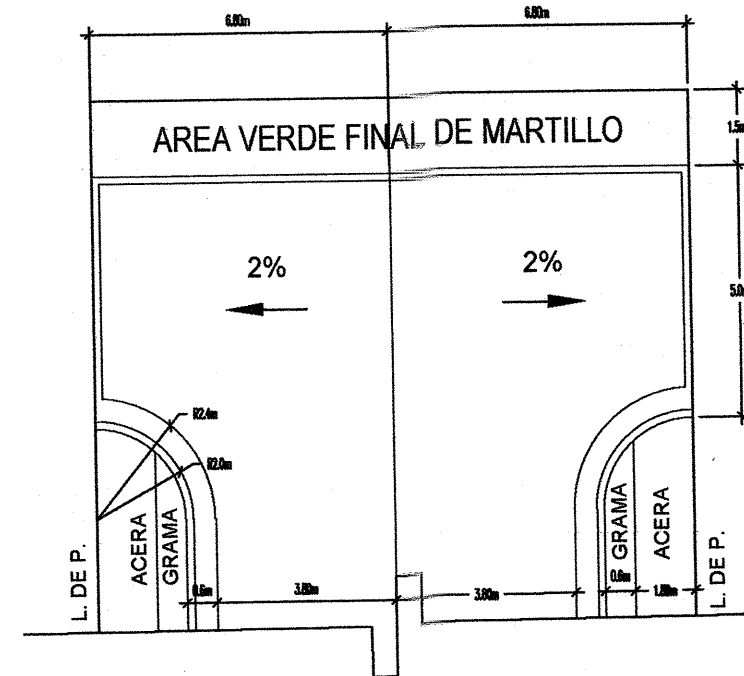 6.80m
6.80m
AREA VERDE FINAL DE MARTILLO
1.5m
2%
2%
5.0
R2.4m
R2.0m
L. DE P.
ACERA
GRAMA
0.6m
3.80m
3.80m
0.6m
GRAMA
ACERA
L. DE P.